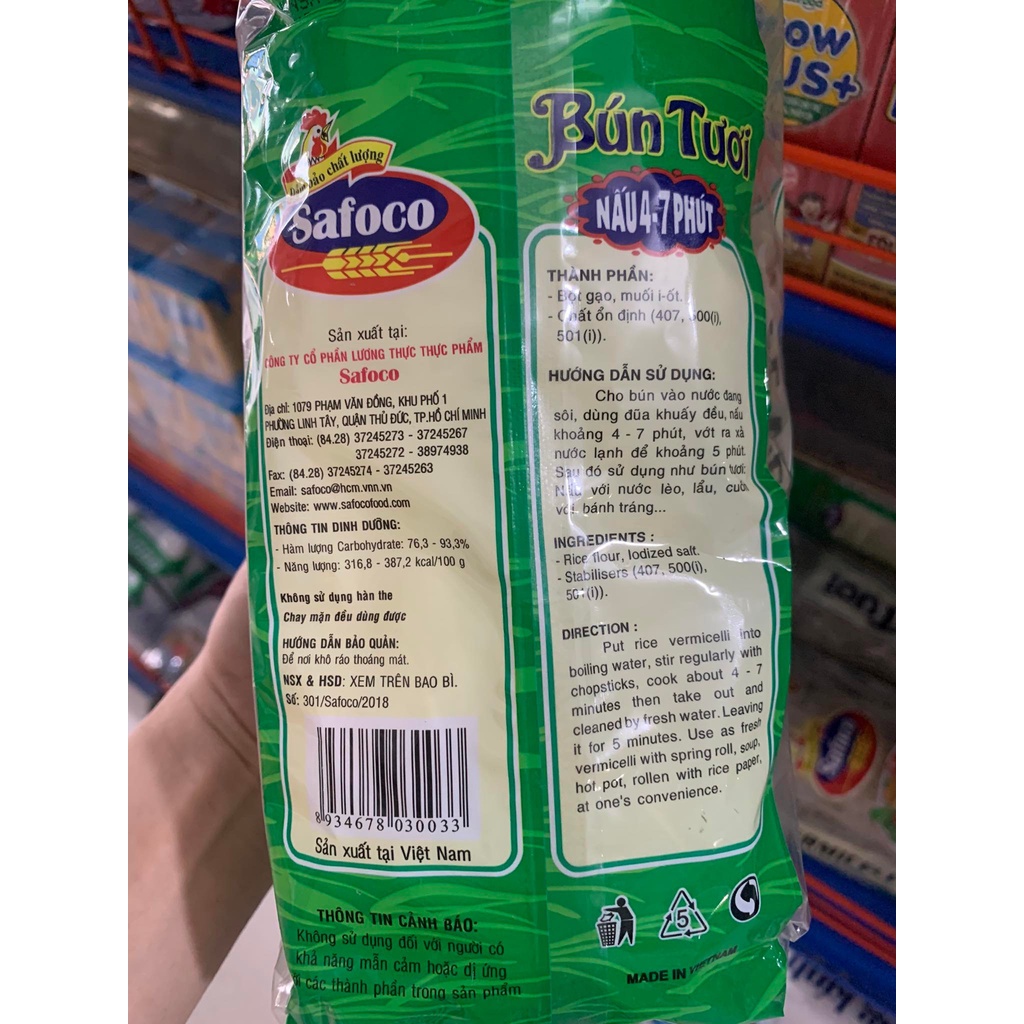 đảm bảo chất lượng
Safoco
Sản xuất tại:
CÔNG TY CỔ PHẦN LƯƠNG THỰC THỰC PHẨM
Safoco
Địa chỉ: 1079 PHẠM VĂN ĐỒNG, KHU PHỐ 1
PHƯỜNG LINH TÂY, QUẬN THỦ ĐỨC, TP.HỒ CHÍ MINH
Điện thoại: (84.28) 37245273 - 37245267
37245272 - 38974938
Fax: (84.28) 37245274 - 37245263
Email: safoco@hcm.vnn.vn
Website: www.safocofood.com
THÔNG TIN DINH DƯỠNG:
- Hàm lượng Carbohydrate: 76,3 - 93,3%
- Năng lượng: 316,8 - 387,2 kcal/100 g
Không sử dụng hàn the
Chay mặn đều dùng được
HƯỚNG DẪN BẢO QUẢN:
Để nơi khô ráo thoáng mát.
NSX & HSD: XEM TRÊN BAO BÌ.
Số: 301/Safoco/2018
8 934678 030033
Sản xuất tại Việt Nam
THÔNG TIN CẢNH BÁO:
Không sử dụng đối với người có
khả năng mẫn cảm hoặc dị ứng
với các thành phần trong sản phẩm
Bún Tươi
NẤU 4-7 PHÚT
THÀNH PHẦN:
- Bột gạo, muối i-ốt.
- Chất ổn định (407, 500(i),
501(i)).
HƯỚNG DẪN SỬ DỤNG:
Cho bún vào nước đang
sôi, dùng đũa khuấy đều, nấu
khoảng 4 - 7 phút, vớt ra xả
nước lạnh để khoảng 5 phút.
Sau đó sử dụng như bún tươi:
Nấu với nước lèo, lẩu, cuốn
với bánh tráng...
INGREDIENTS :
- Rice flour, Iodized salt.
- Stabilisers (407, 500(i),
501(i)).
DIRECTION :
Put rice vermicelli into
boiling water, stir regularly with
chopsticks, cook about 4 - 7
minutes then take out and
cleaned by fresh water. Leaving
it for 5 minutes. Use as fresh
vermicelli with spring roll, soup,
hot pot, rollen with rice paper,
at one's convenience.
5
MADE IN VIETNAM
OW
US+
Safoco